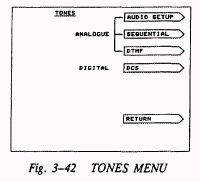 TONES
AUDIO SETUP
ANALOGUE SEQUENTIAL
DTMF
DIGITAL DCS
RETURN
Fig. 3-42 TONES MENU